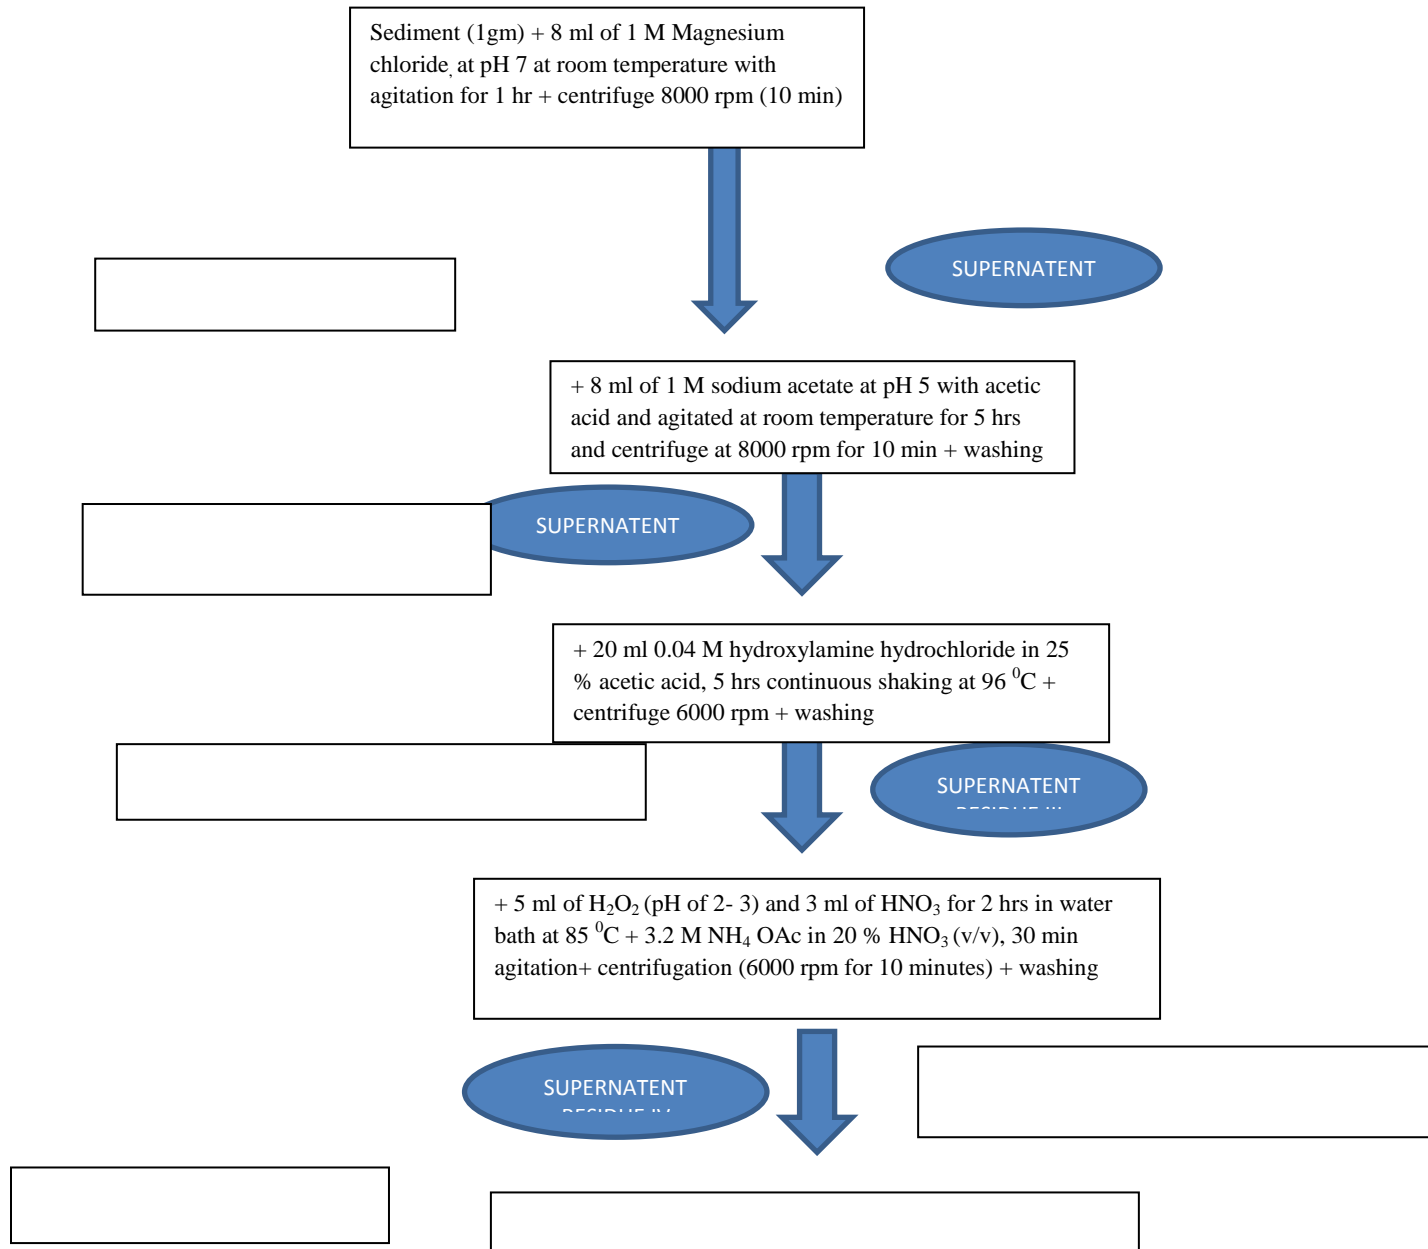 Sediment (1gm) + 8 ml of 1 M Magnesium
chloride, at pH 7 at room temperature with
agitation for 1 hr + centrifuge 8000 rpm (10 min)
SUPERNATENT
+ 8 ml of 1 M sodium acetate at pH 5 with acetic
acid and agitated at room temperature for 5 hrs
and centrifuge at 8000 rpm for 10 min + washing
SUPERNATENT
+ 20 ml 0.04 M hydroxylamine hydrochloride in 25
% acetic acid, 5 hrs continuous shaking at 96 ⁰C +
centrifuge 6000 rpm + washing
SUPERNATENT
RESIDUE III
+ 5 ml of H₂O₂ (pH of 2- 3) and 3 ml of HNO₃ for 2 hrs in water
bath at 85 ⁰C + 3.2 M NH₄ OAc in 20 % HNO₃ (v/v), 30 min
agitation+ centrifugation (6000 rpm for 10 minutes) + washing
SUPERNATENT
RESIDUE IV